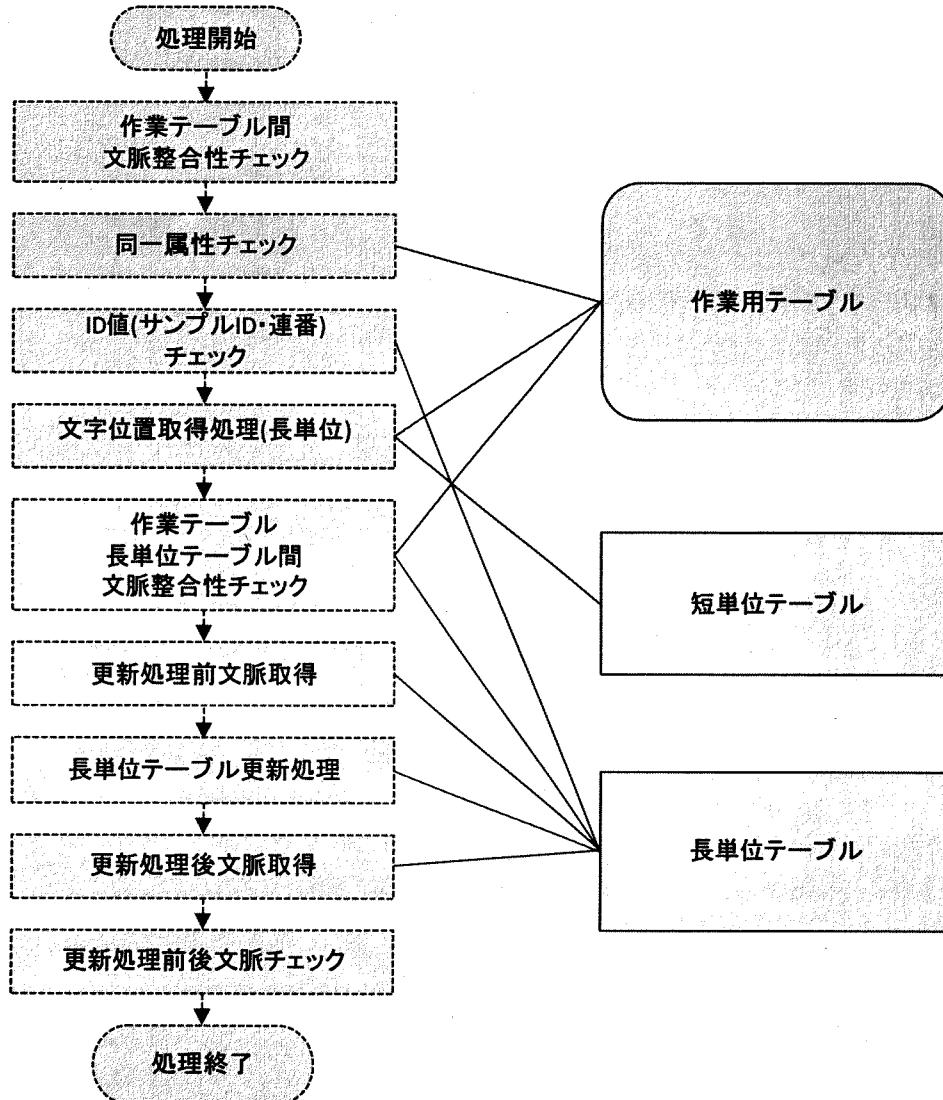 処理開始
作業テーブル間
文脈整合性チェック
同一属性チェック
ID値(サンプルID・連番)
チェック
文字位置取得処理(長単位)
作業テーブル
長単位テーブル間
文脈整合性チェック
更新処理前文脈取得
長単位テーブル更新処理
更新処理後文脈取得
更新処理前後文脈チェック
処理終了
作業用テーブル
短単位テーブル
長単位テーブル